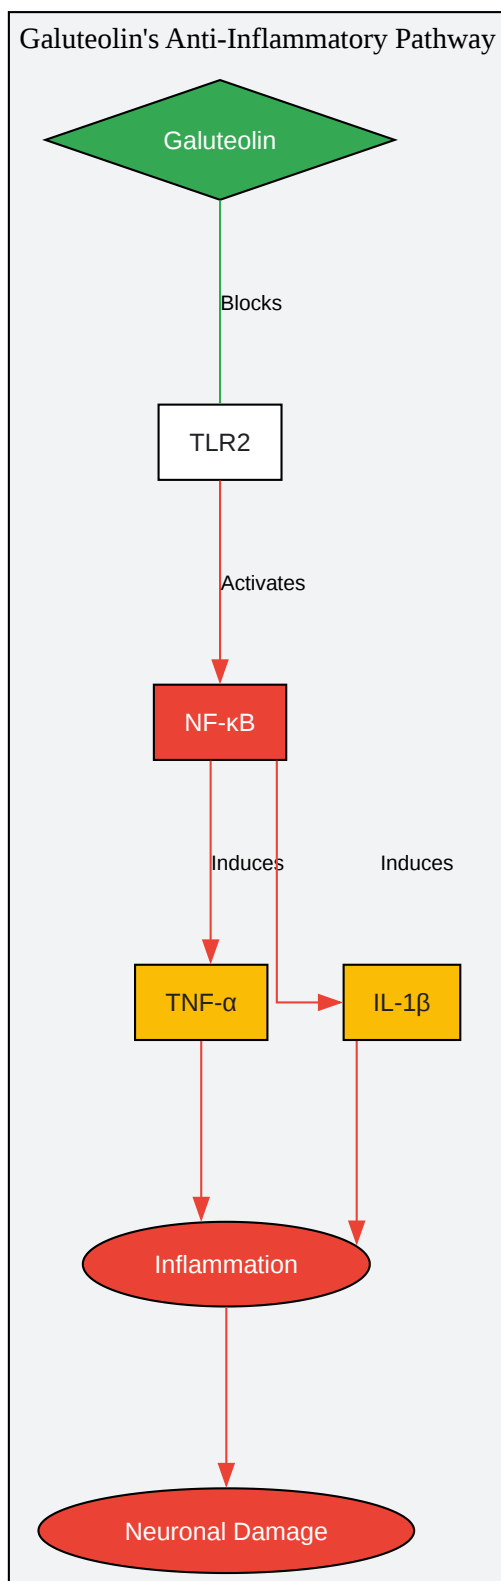 Galuteolin's Anti-Inflammatory Pathway
Galuteolin
Blocks
TLR2
Activates
NF-κB
Induces
Induces
TNF-α
IL-1β
Inflammation
Neuronal Damage